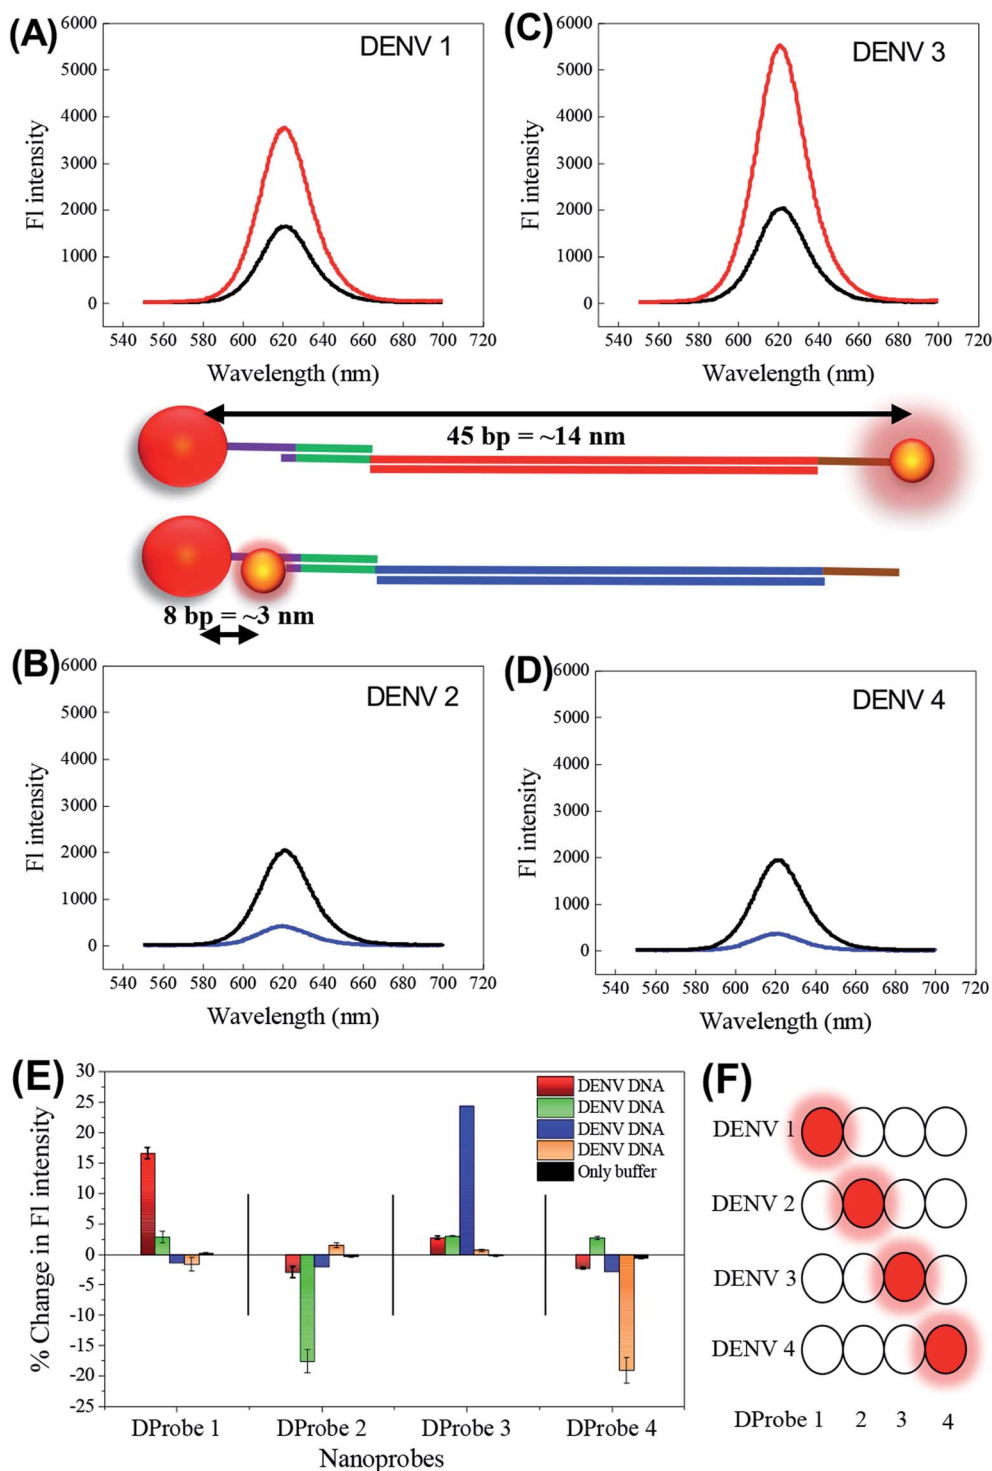 (A)
DENV 1
6000
5000
4000
3000
2000
1000
0
Fl intensity
540 560 580 600 620 640 660 680 700 720
Wavelength (nm)
(C)
DENV 3
6000
5000
4000
3000
2000
1000
0
Fl intensity
540 560 580 600 620 640 660 680 700 720
Wavelength (nm)
45 bp = ~14 nm
8 bp = ~3 nm
(B)
DENV 2
6000
5000
4000
3000
2000
1000
0
Fl intensity
540 560 580 600 620 640 660 680 700 720
Wavelength (nm)
(D)
DENV 4
6000
5000
4000
3000
2000
1000
0
Fl intensity
540 560 580 600 620 640 660 680 700 720
Wavelength (nm)
(E)
30
25
20
15
10
5
0
-5
-10
-15
-20
-25
% Change in Fl intensity
DENV DNA
DENV DNA
DENV DNA
DENV DNA
Only buffer
DProbe 1 DProbe 2 DProbe 3 DProbe 4
Nanoprobes
(F)
DENV 1
DENV 2
DENV 3
DENV 4
DProbe 1 2 3 4